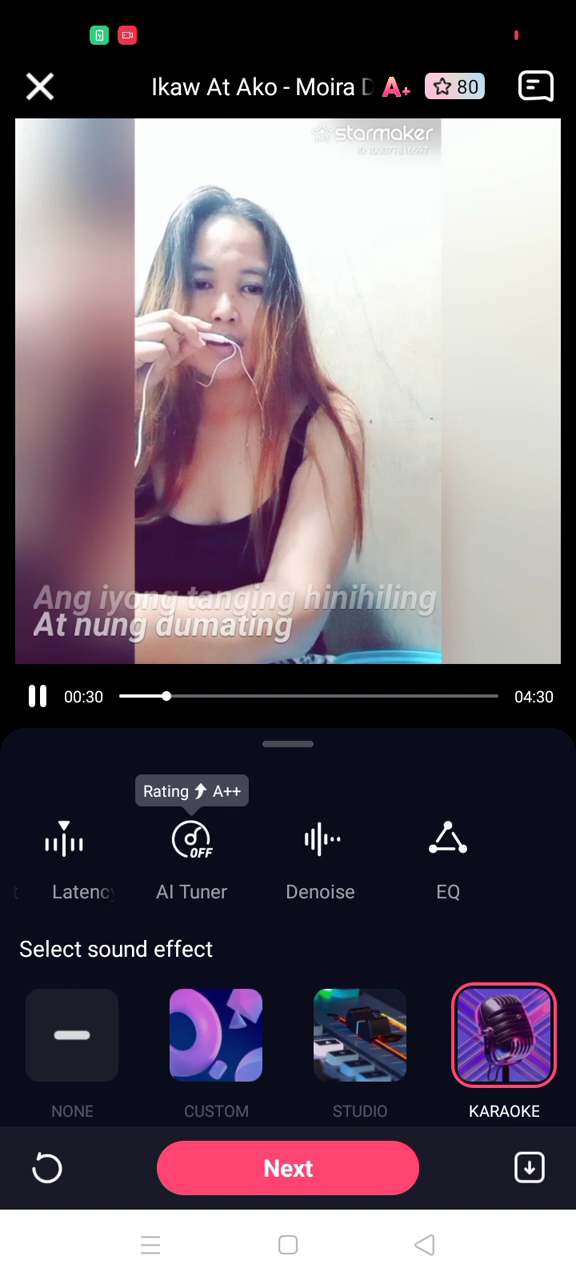 Ikaw At Ako - Moira
A+
80
starmaker
Ang iyong tanging hinihiling
At nung dumating
00:30
04:30
Rating A++
OFF
Latency
AI Tuner
Denoise
EQ
Select sound effect
NONE
CUSTOM
STUDIO
KARAOKE
Next